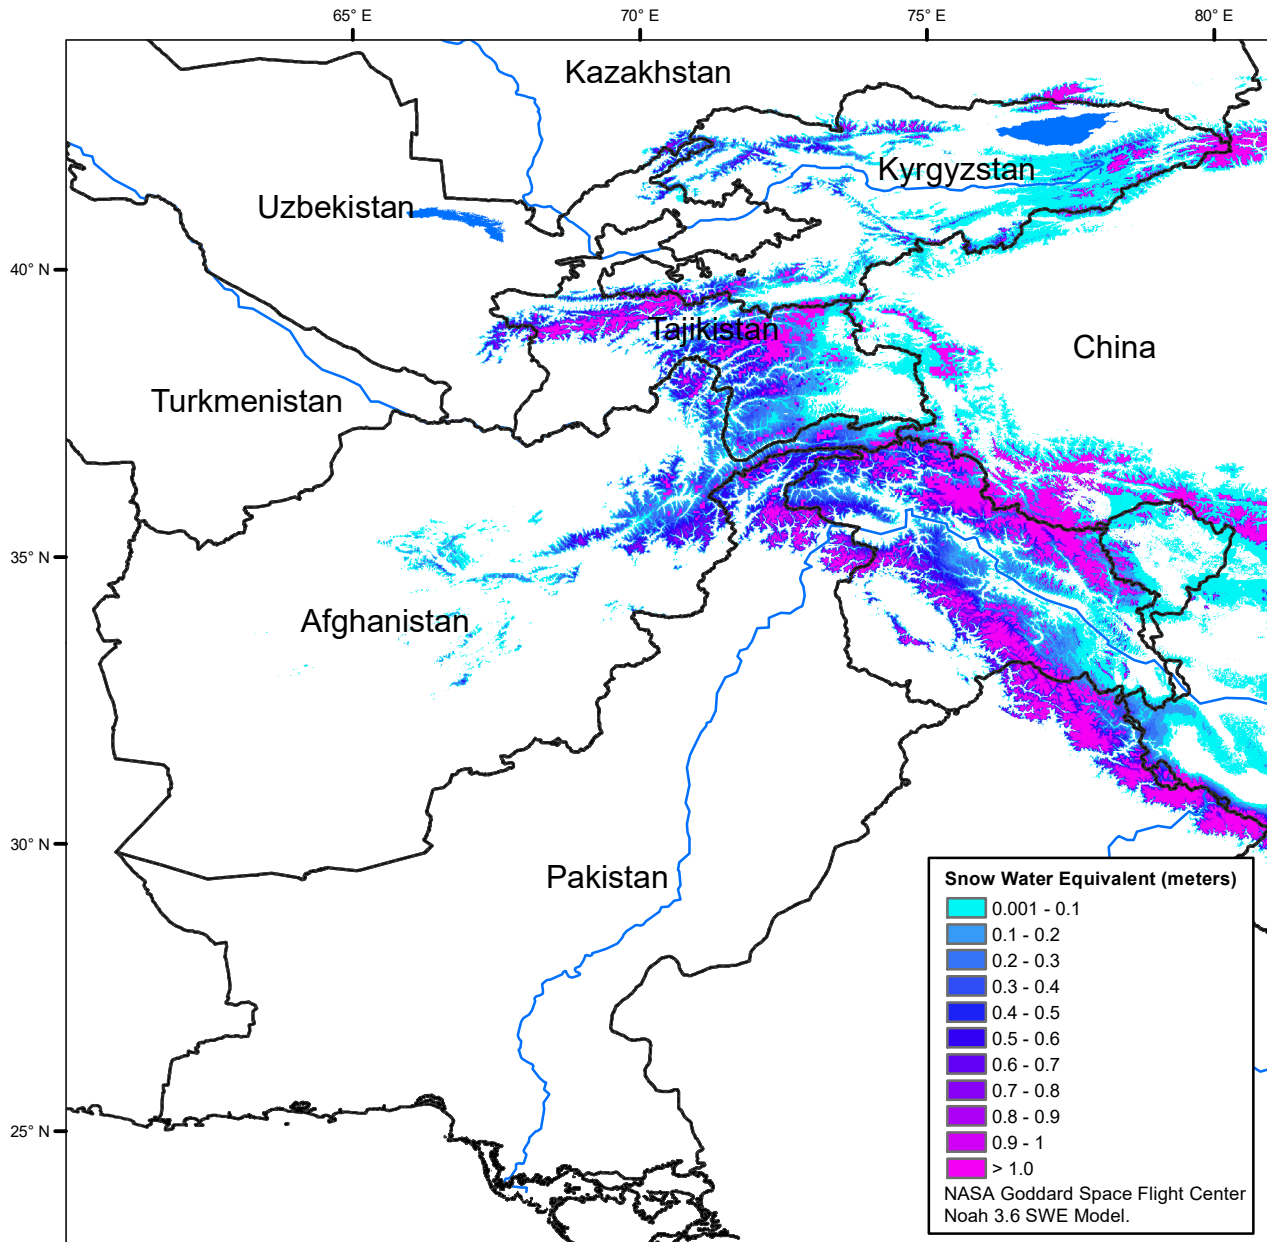 65° E
70° E
75° E
80° E
Kazakhstan
Kyrgyzstan
Uzbekistan
40° N
Tajikistan
China
Turkmenistan
35° N
Afghanistan
30° N
Pakistan
25° N
Snow Water Equivalent (meters)
0.001 - 0.1
0.1 - 0.2
0.2 - 0.3
0.3 - 0.4
0.4 - 0.5
0.5 - 0.6
0.6 - 0.7
0.7 - 0.8
0.8 - 0.9
0.9 - 1
> 1.0
NASA Goddard Space Flight Center
Noah 3.6 SWE Model.